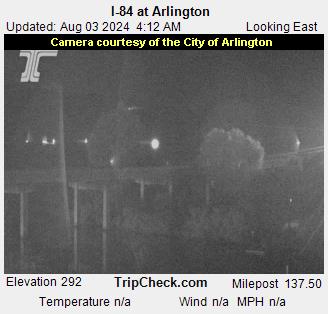 I-84 at Arlington
Updated: Aug 03 2024 4:12 AM Looking East
Camera courtesy of the City of Arlington
Elevation 292 TripCheck.com Milepost 137.50
Temperature n/a Wind n/a MPH n/a